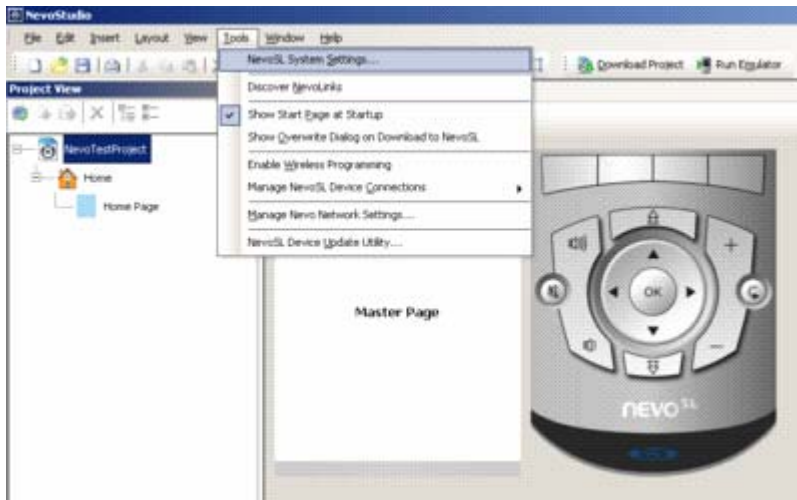 NevoStudio
File Edit Insert Layout View Tools Window Help
Download Project Run Emulator
NevoSL System Settings...
Discover NevoLinks
Show Start Page at Startup
Show Overwrite Dialog on Download to NevoSL
Enable Wireless Programming
Manage NevoSL Device Connections
Manage Nevo Network Settings...
NevoSL Device Update Utility...
Project View
NevoTestProject
Home
Home Page
Master Page
OK
nevo SL